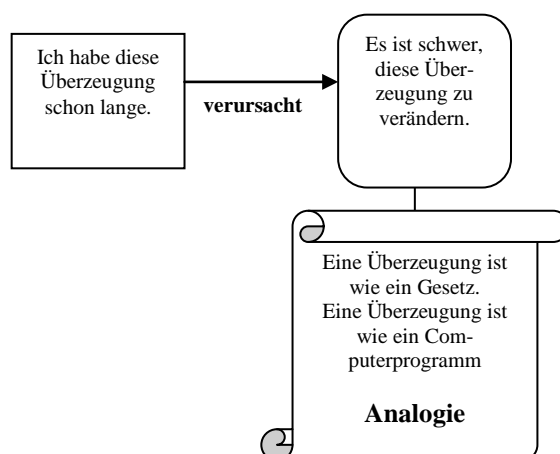 Ich habe diese
Überzeugung
schon lange.
verursacht
Es ist schwer,
diese Über-
zeugung zu
verändern.
Eine Überzeugung ist
wie ein Gesetz.
Eine Überzeugung ist
wie ein Com-
puterprogramm
Analogie